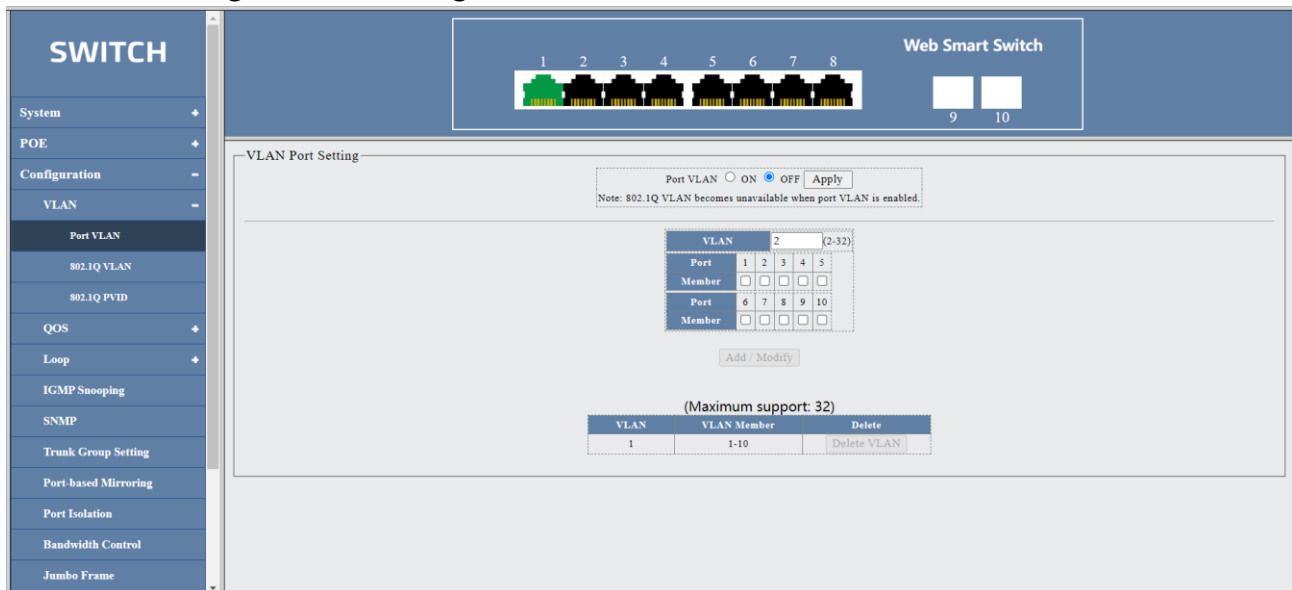 SWITCH
System
POE
Configuration
VLAN
Port VLAN
802.1Q VLAN
802.1Q PVID
QOS
Loop
IGMP Snooping
SNMP
Trunk Group Setting
Port-based Mirroring
Port Isolation
Bandwidth Control
Jumbo Frame
Web Smart Switch
1 2 3 4 5 6 7 8
9 10
VLAN Port Setting
Port VLAN ON OFF Apply
Note: 802.1Q VLAN becomes unavailable when port VLAN is enabled.
VLAN 2 (2-32)
Port 1 2 3 4 5
Member
Port 6 7 8 9 10
Member
Add / Modify
(Maximum support: 32)
VLAN VLAN Member Delete
1 1-10 Delete VLAN